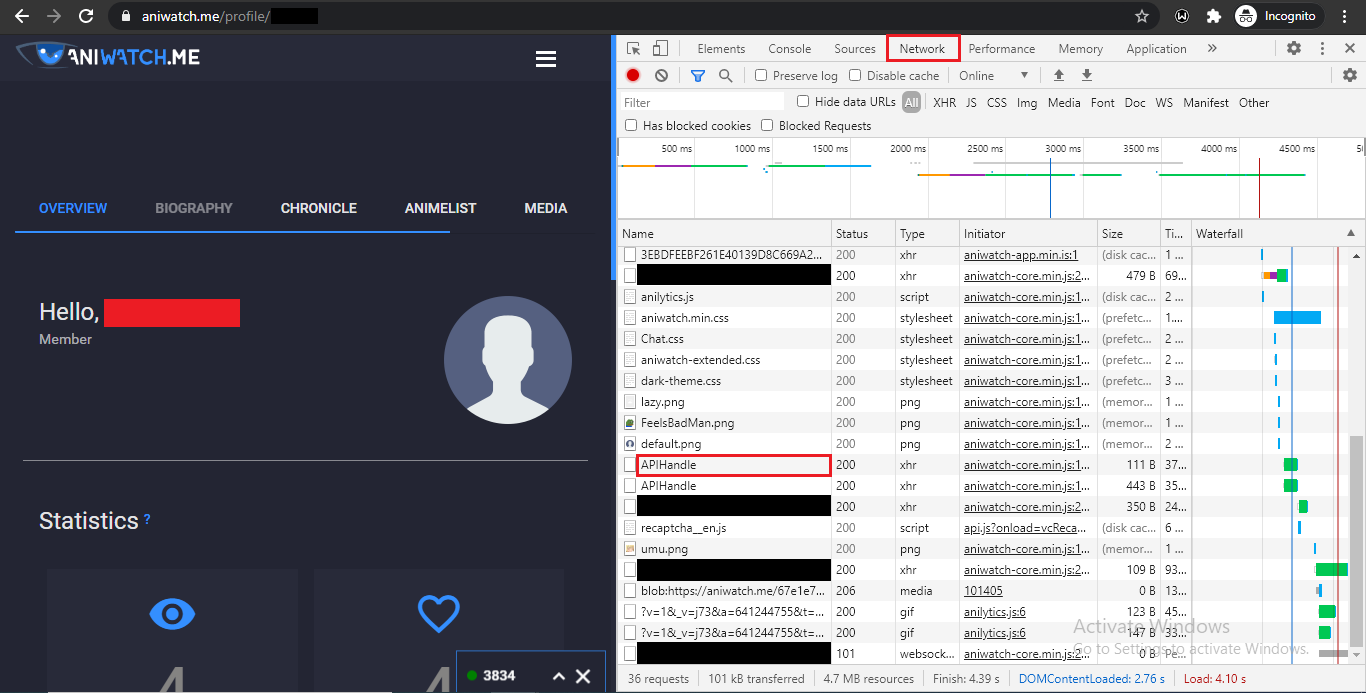 aniwatch.me/profile/
Incognito
ANIWATCH.ME
OVERVIEW BIOGRAPHY CHRONICLE ANIMELIST MEDIA
Hello,
Member
Statistics ?
4 4
3834
Elements Console Sources Network Performance Memory Application »
Preserve log Disable cache Online
Filter Hide data URLs All XHR JS CSS Img Media Font Doc WS Manifest Other
Has blocked cookies Blocked Requests
500 ms 1000 ms 1500 ms 2000 ms 2500 ms 3000 ms 3500 ms 4000 ms 4500 ms
Name Status Type Initiator Size Ti... Waterfall
3EBDFEEBF261E40139D8C669A2... 200 xhr aniwatch-app.min.js:1 (disk cac... 1 ...
200 xhr aniwatch-core.min.js:2... 479 B 69...
anilytics.js 200 script aniwatch-core.min.js:1... (disk cac... 2 ...
aniwatch.min.css 200 stylesheet aniwatch-core.min.js:1... (prefetc... 1....
Chat.css 200 stylesheet aniwatch-core.min.js:1... (prefetc... 2 ...
aniwatch-extended.css 200 stylesheet aniwatch-core.min.js:1... (prefetc... 2 ...
dark-theme.css 200 stylesheet aniwatch-core.min.js:1... (prefetc... 3 ...
lazy.png 200 png aniwatch-core.min.js:1... (memor... 1 ...
FeelsBadMan.png 200 png aniwatch-core.min.js:1... (memor... 1 ...
default.png 200 png aniwatch-core.min.js:1... (memor... 2 ...
APIHandle 200 xhr aniwatch-core.min.js:1... 111 B 37...
APIHandle 200 xhr aniwatch-core.min.js:1... 443 B 35...
200 xhr aniwatch-core.min.js:2... 350 B 24...
recaptcha__en.js 200 script api.js?onload=vcReca... (disk cac... 6 ...
umu.png 200 png aniwatch-core.min.js:1... (memor... 1 ...
200 xhr aniwatch-core.min.js:2... 109 B 93...
blob:https://aniwatch.me/67e1e7... 206 media 101405 0 B 13...
?v=1&_v=j73&a=641244755&t=... 200 gif anilytics.js:6 123 B 45...
?v=1&_v=j73&a=641244755&t=... 200 gif anilytics.js:6 147 B 33...
101 websock... aniwatch-core.min.js:2... 0 B Pe...
Activate Windows
Go to Settings to activate Windows.
36 requests 101 kB transferred 4.7 MB resources Finish: 4.39 s DOMContentLoaded: 2.76 s Load: 4.10 s